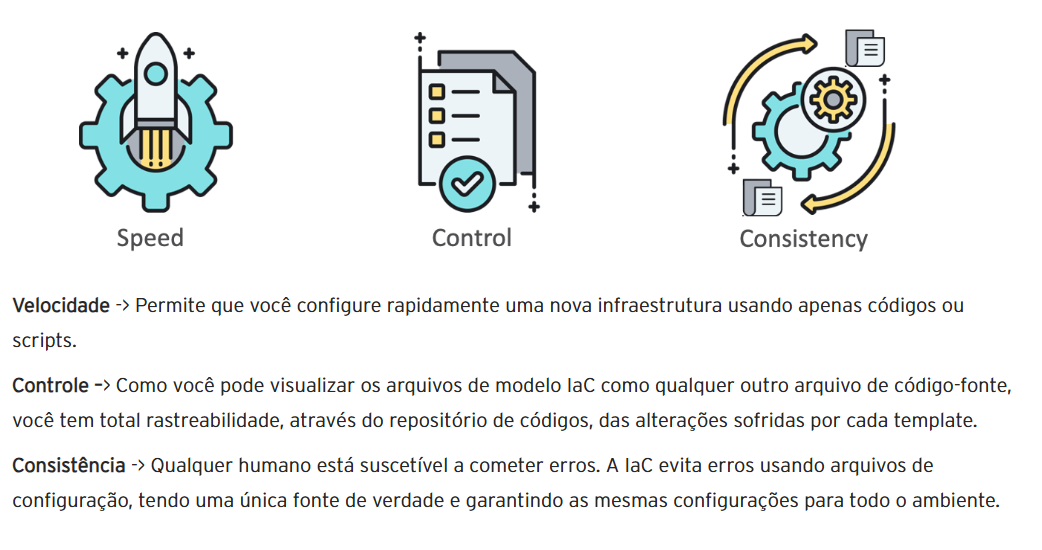 Speed
Control
Consistency
Velocidade -> Permite que você configure rapidamente uma nova infraestrutura usando apenas códigos ou
scripts.
Controle –> Como você pode visualizar os arquivos de modelo IaC como qualquer outro arquivo de código-fonte,
você tem total rastreabilidade, através do repositório de códigos, das alterações sofridas por cada template.
Consistência -> Qualquer humano está suscetível a cometer erros. A IaC evita erros usando arquivos de
configuração, tendo uma única fonte de verdade e garantindo as mesmas configurações para todo o ambiente.